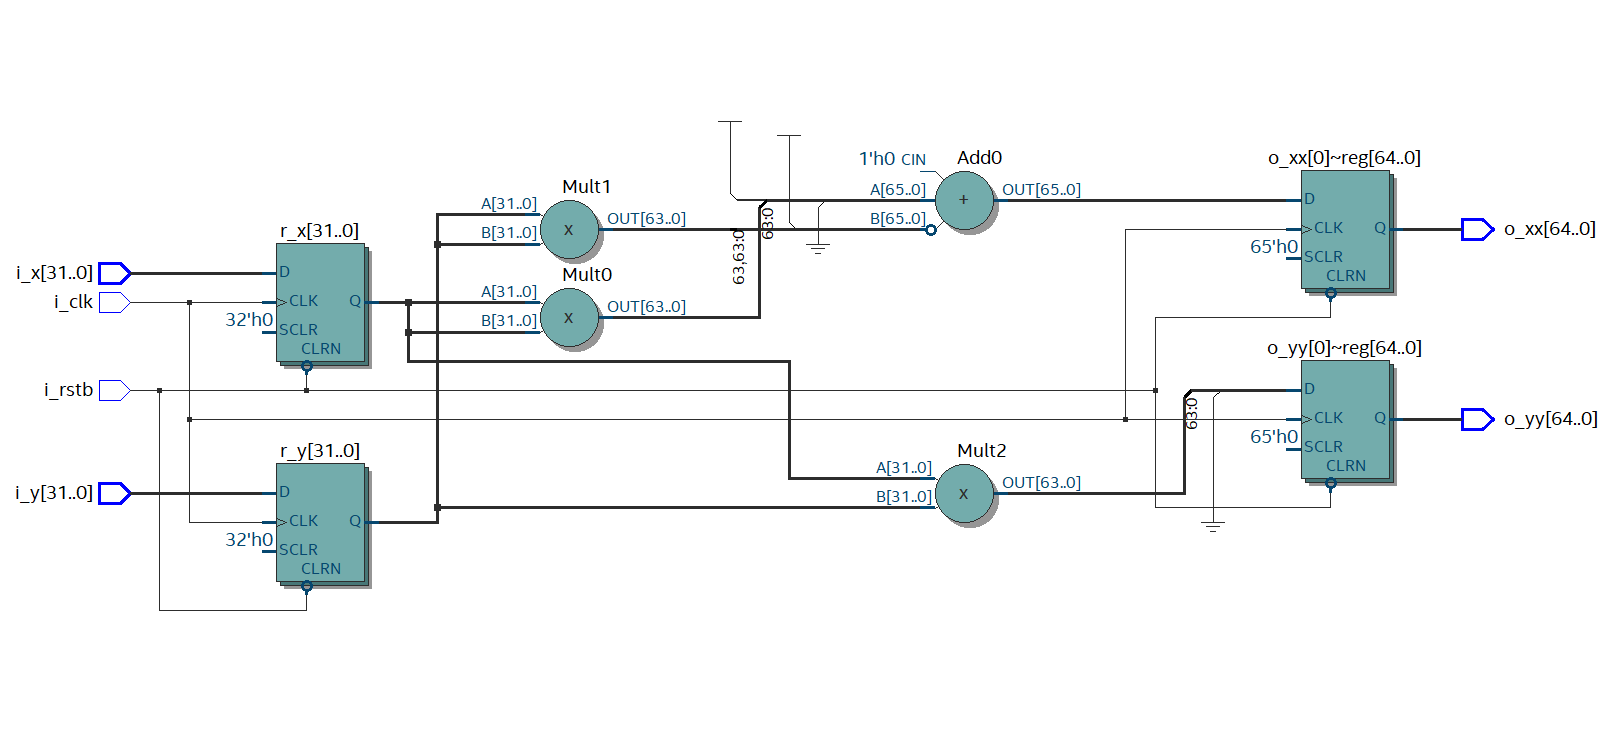 1'h0 CIN
Add0
o_xx[0]~reg[64..0]
Mult1
A[65..0]
+
OUT[65..0]
D
A[31..0]
B[65..0]
CLK
Q
o_xx[64..0]
r_x[31..0]
x
OUT[63..0]
63:0
65'h0
SCLR
B[31..0]
63,63:0
CLRN
i_x[31..0]
D
Mult0
i_clk
CLK
Q
A[31..0]
x
OUT[63..0]
32'h0
SCLR
B[31..0]
CLRN
o_yy[0]~reg[64..0]
i_rstb
D
63:0
CLK
Q
o_yy[64..0]
65'h0
SCLR
r_y[31..0]
Mult2
CLRN
A[31..0]
i_y[31..0]
D
B[31..0]
x
OUT[63..0]
CLK
Q
32'h0
SCLR
CLRN